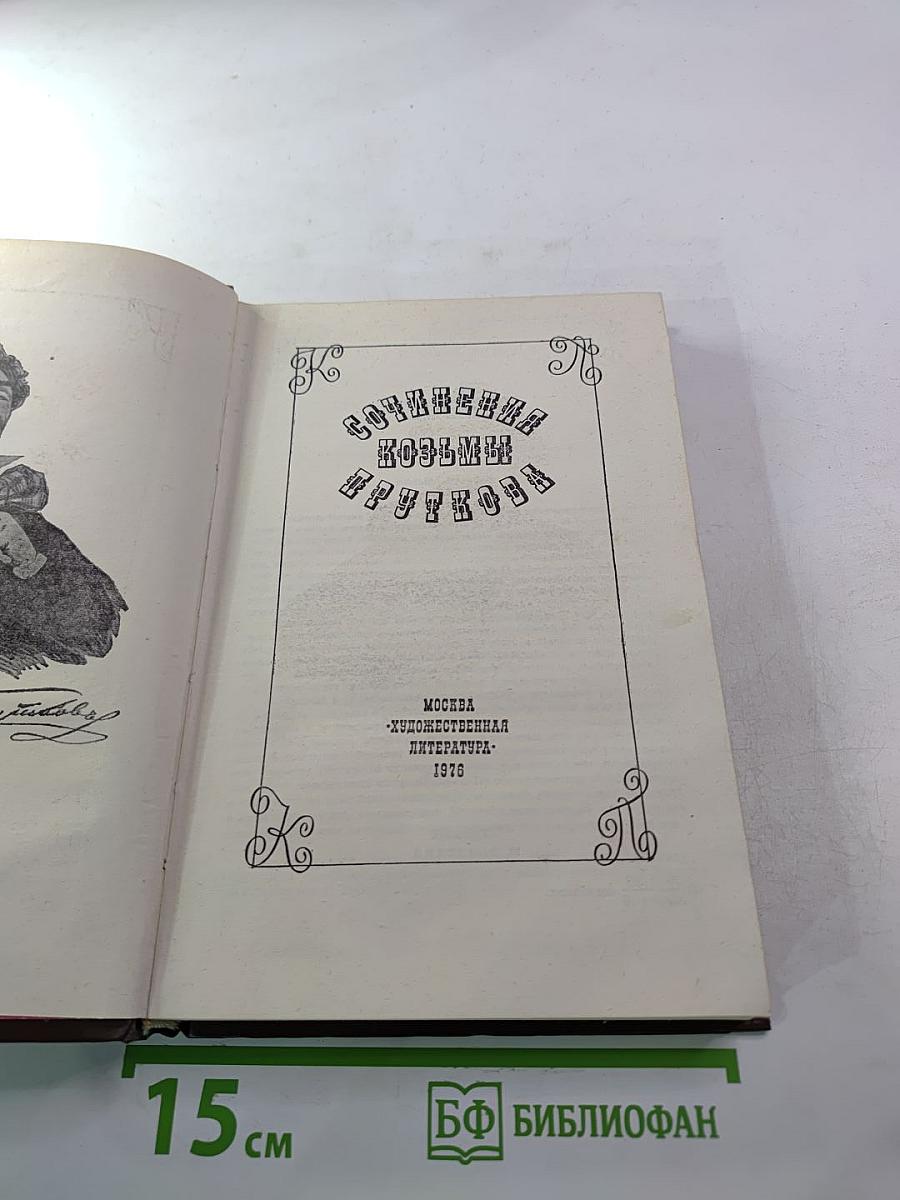 К П
СОЧИНЕНИЯ
КОЗЬМЫ
ПРУТКОВА
МОСКВА
«ХУДОЖЕСТВЕННАЯ
ЛИТЕРАТУРА»
1976
К П
15 см
БФ БИБЛИОФАН